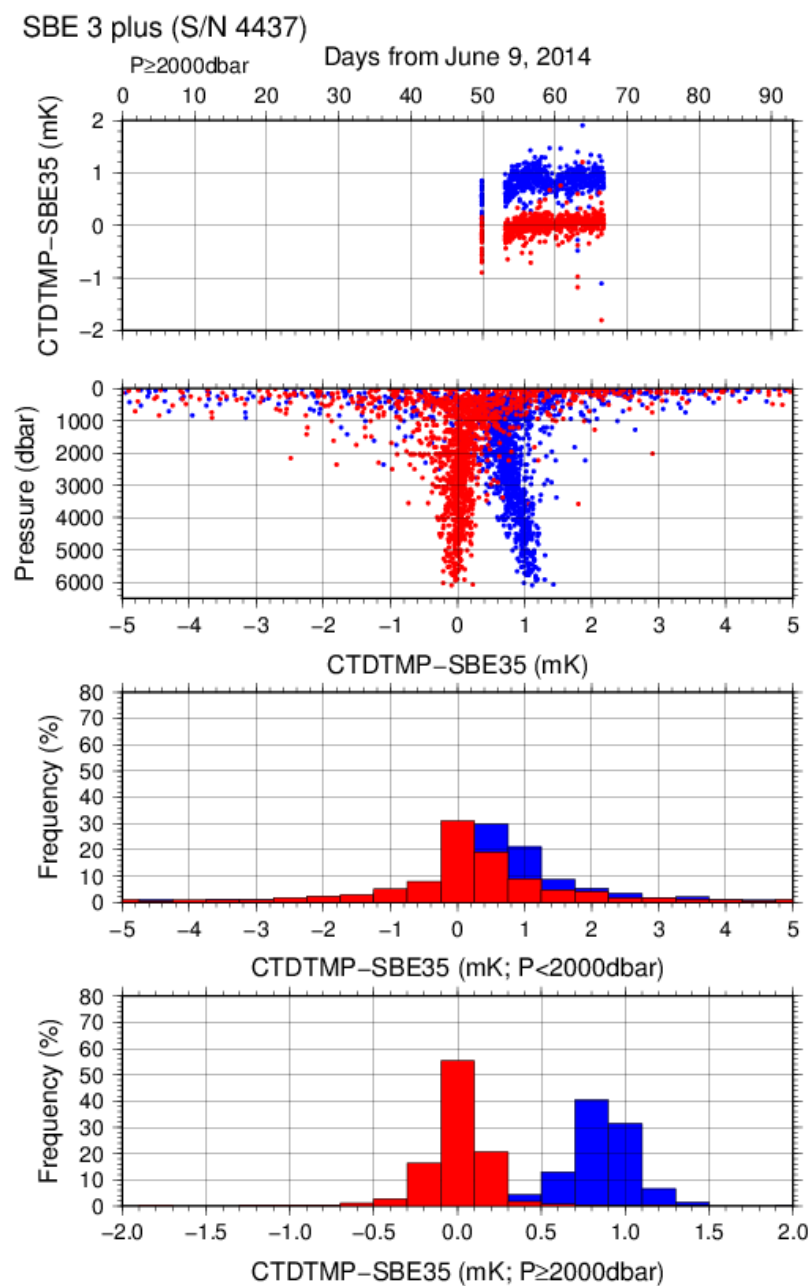 SBE 3 plus (S/N 4437)
P≥2000dbar
Days from June 9, 2014
0 10 20 30 40 50 60 70 80 90
CTDTMP−SBE35 (mK)
2
1
0
−1
−2
Pressure (dbar)
0
1000
2000
3000
4000
5000
6000
−5 −4 −3 −2 −1 0 1 2 3 4 5
CTDTMP−SBE35 (mK)
Frequency (%)
80
70
60
50
40
30
20
10
0
−5 −4 −3 −2 −1 0 1 2 3 4 5
CTDTMP−SBE35 (mK; P<2000dbar)
Frequency (%)
80
70
60
50
40
30
20
10
0
−2.0 −1.5 −1.0 −0.5 0.0 0.5 1.0 1.5 2.0
CTDTMP−SBE35 (mK; P≥2000dbar)